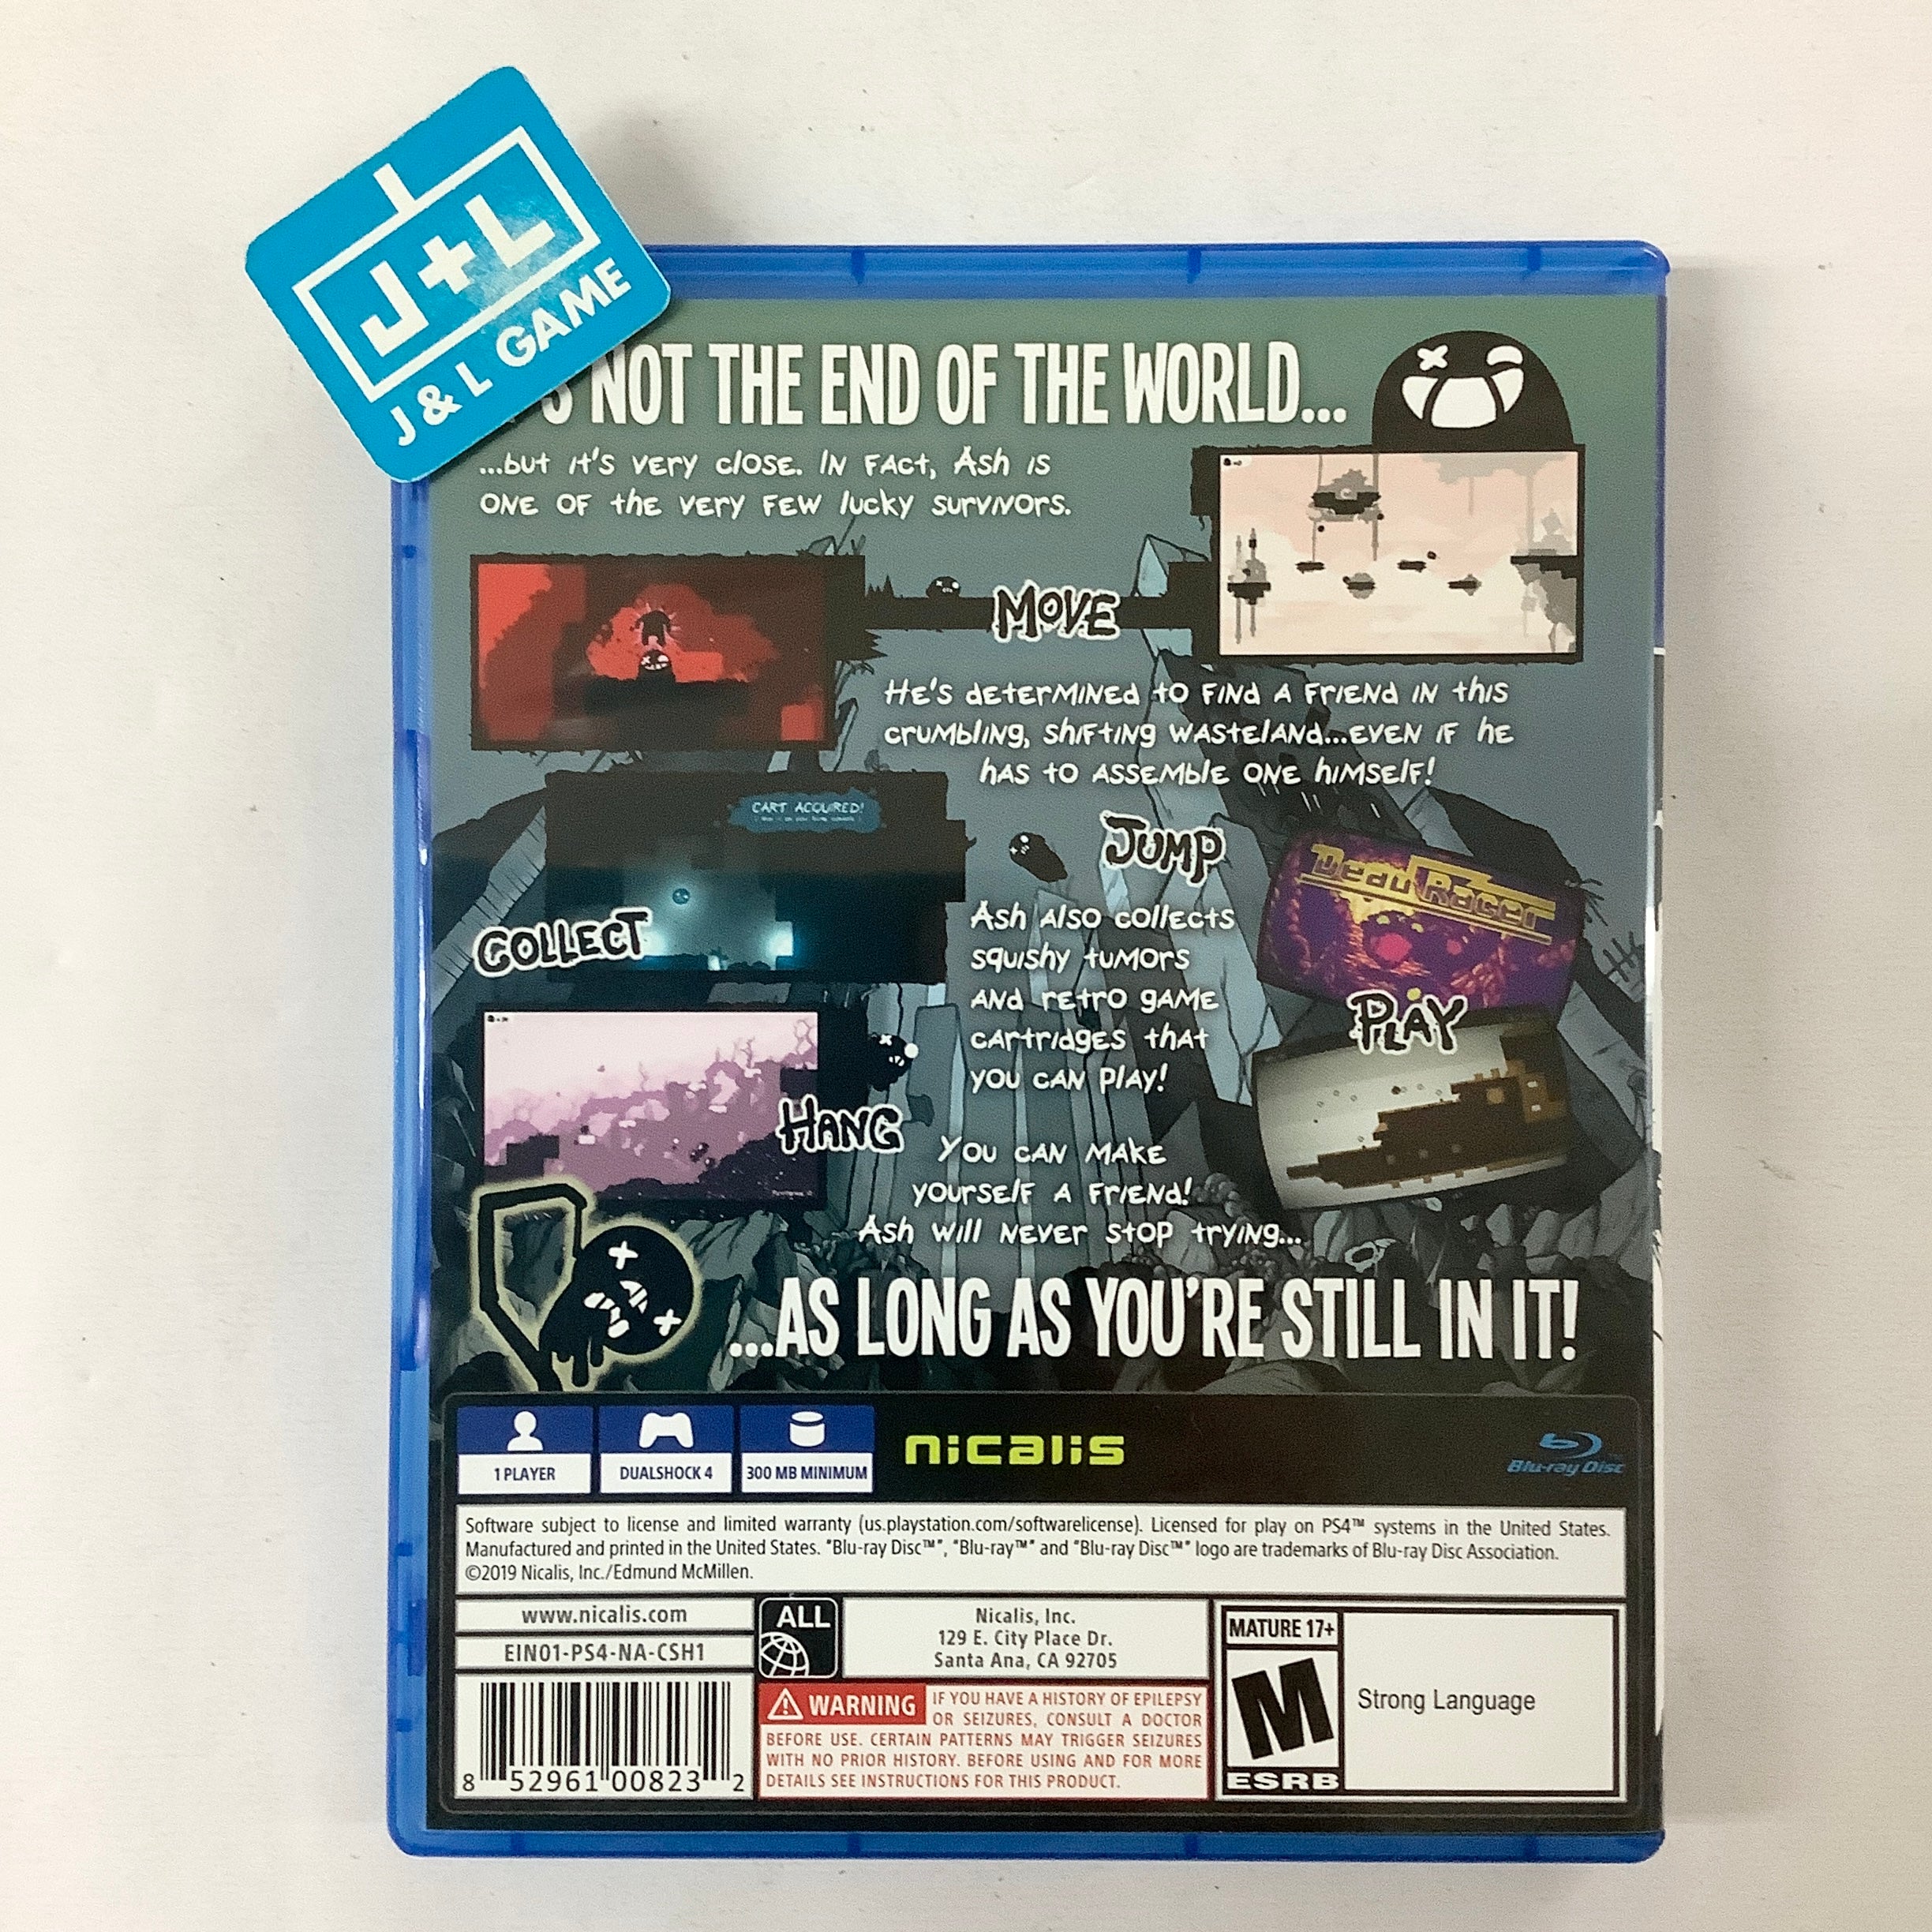 J+L
J & L GAME
NOT THE END OF THE WORLD...
...but it's very close. In fact, Ash is
one of the very few lucky survivors.
MOVE
He's determined to find a friend in this
crumbling, shifting wasteland...even if he
has to assemble one himself!
CART ACQUIRED!
JUMP
Dead Racer
COLLECT
Ash also collects
squishy tumors
and retro game
cartridges that
you can play!
PLAY
HANG
You can make
yourself a friend!
Ash will never stop trying...
...AS LONG AS YOU'RE STILL IN IT!
1 PLAYER
DUALSHOCK 4
300 MB MINIMUM
nicalis
Blu-ray Disc
Software subject to license and limited warranty (us.playstation.com/softwarelicense). Licensed for play on PS4™ systems in the United States.
Manufactured and printed in the United States. "Blu-ray Disc™", "Blu-ray™" and "Blu-ray Disc™" logo are trademarks of Blu-ray Disc Association.
©2019 Nicalis, Inc./Edmund McMillen.
www.nicalis.com
EIN01-PS4-NA-CSH1
ALL
Nicalis, Inc.
129 E. City Place Dr.
Santa Ana, CA 92705
WARNING
IF YOU HAVE A HISTORY OF EPILEPSY
OR SEIZURES, CONSULT A DOCTOR
BEFORE USE. CERTAIN PATTERNS MAY TRIGGER SEIZURES
WITH NO PRIOR HISTORY. BEFORE USING AND FOR MORE
DETAILS SEE INSTRUCTIONS FOR THIS PRODUCT.
MATURE 17+
M
ESRB
Strong Language
8 52961 00823 2